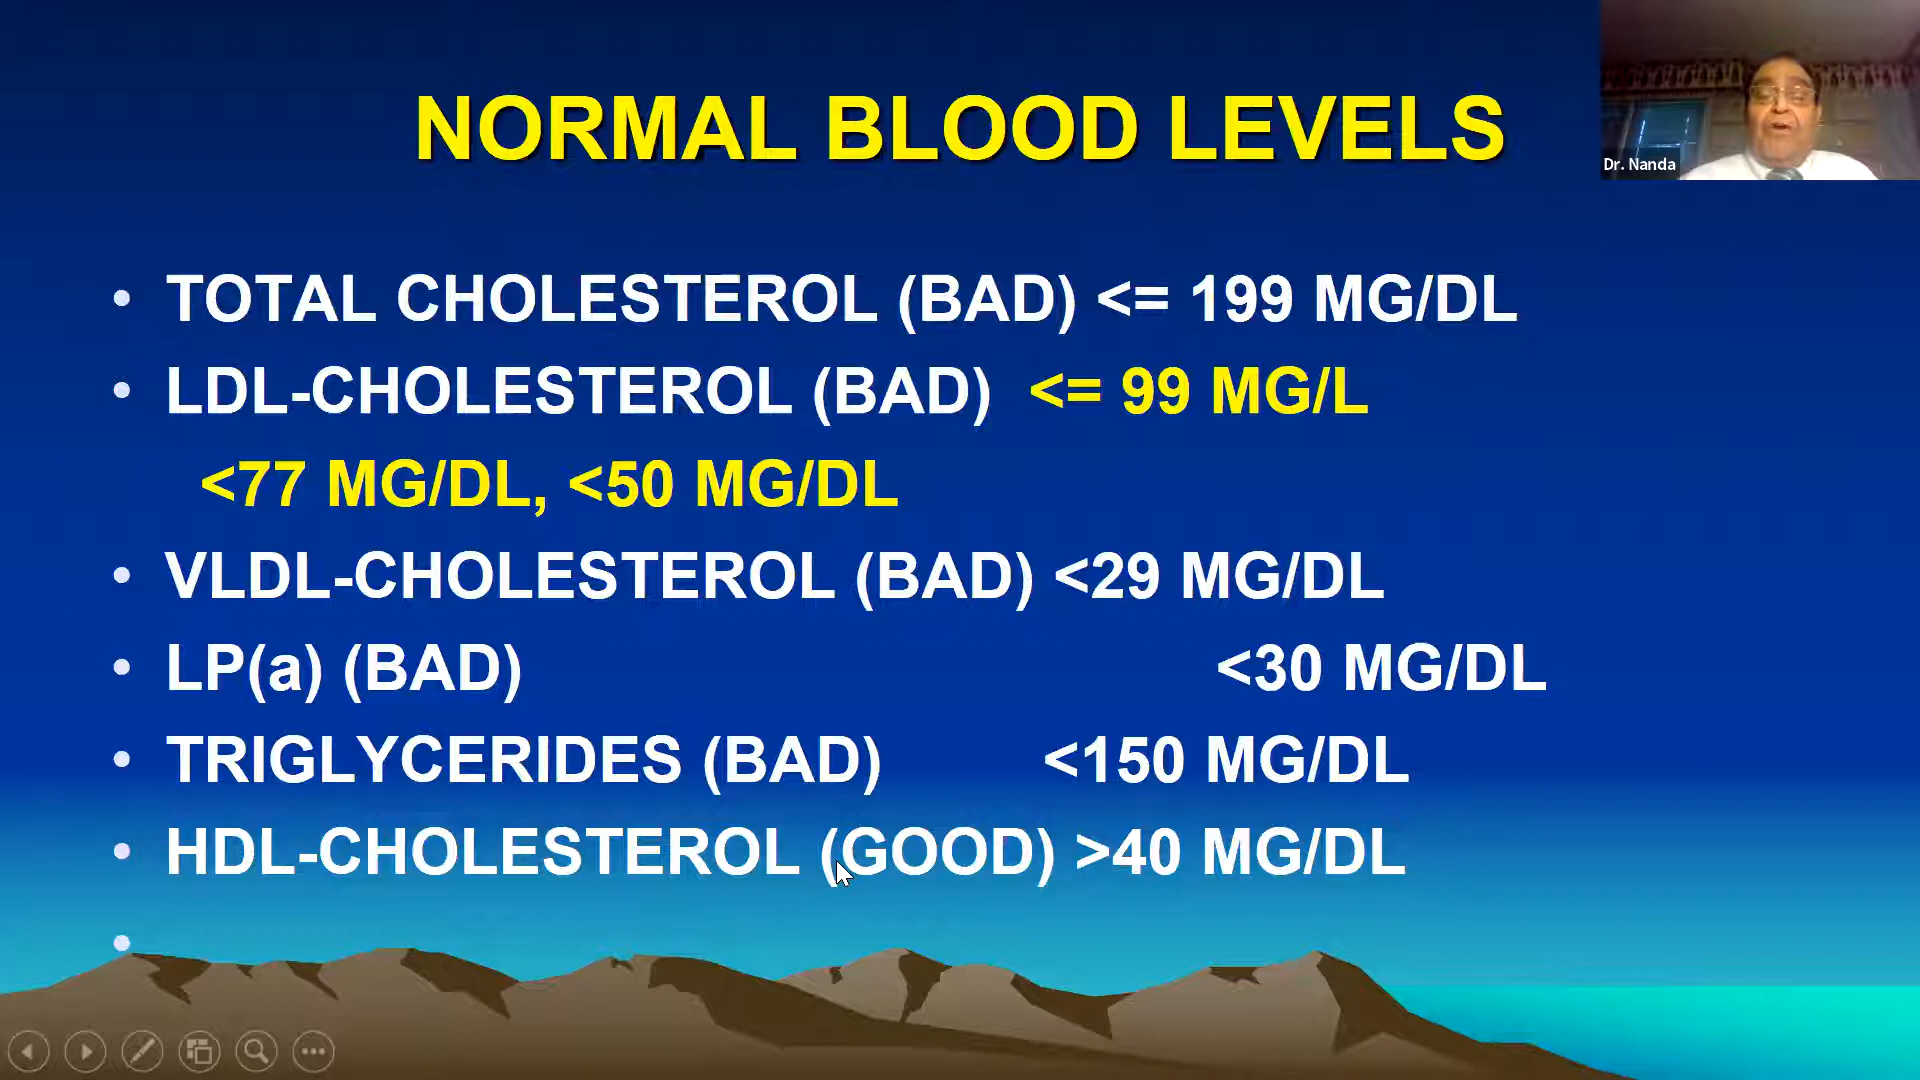 NORMAL BLOOD LEVELS
Dr. Nanda
• TOTAL CHOLESTEROL (BAD) <= 199 MG/DL
• LDL-CHOLESTEROL (BAD) <= 99 MG/L
<77 MG/DL, <50 MG/DL
• VLDL-CHOLESTEROL (BAD) <29 MG/DL
• LP(a) (BAD) <30 MG/DL
• TRIGLYCERIDES (BAD) <150 MG/DL
• HDL-CHOLESTEROL (GOOD) >40 MG/DL
•